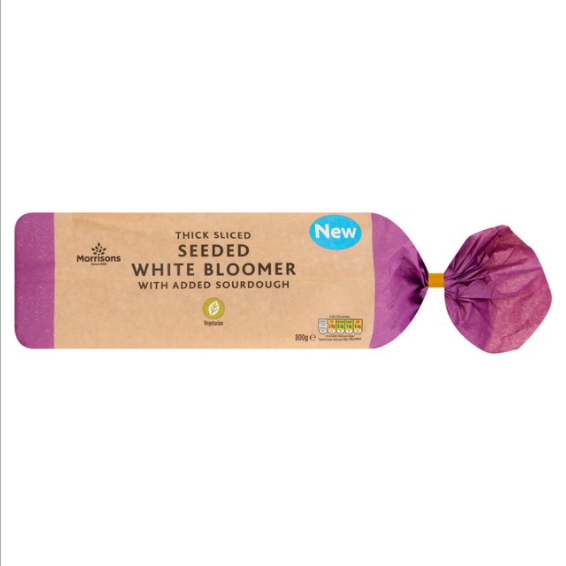 New
THICK SLICED
SEEDED
WHITE BLOOMER
WITH ADDED SOURDOUGH
Morrisons
Vegetarian
800g ℮